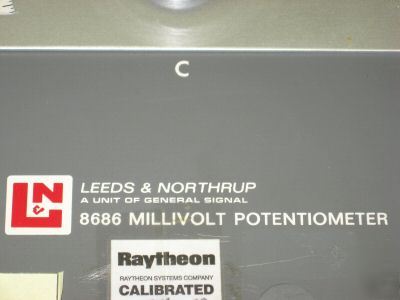 C
L&N
LEEDS & NORTHRUP
A UNIT OF GENERAL SIGNAL
8686 MILLIVOLT POTENTIOMETER
Raytheon
RAYTHEON SYSTEMS COMPANY
CALIBRATED